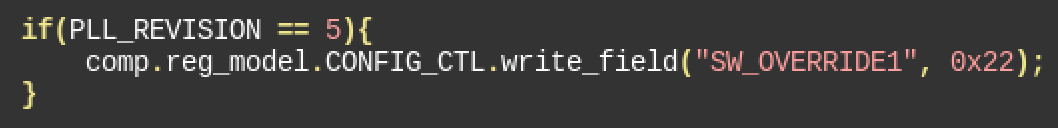 if(PLL_REVISION == 5){
    comp.reg_model.CONFIG_CTL.write_field("SW_OVERRIDE1", 0x22);
}